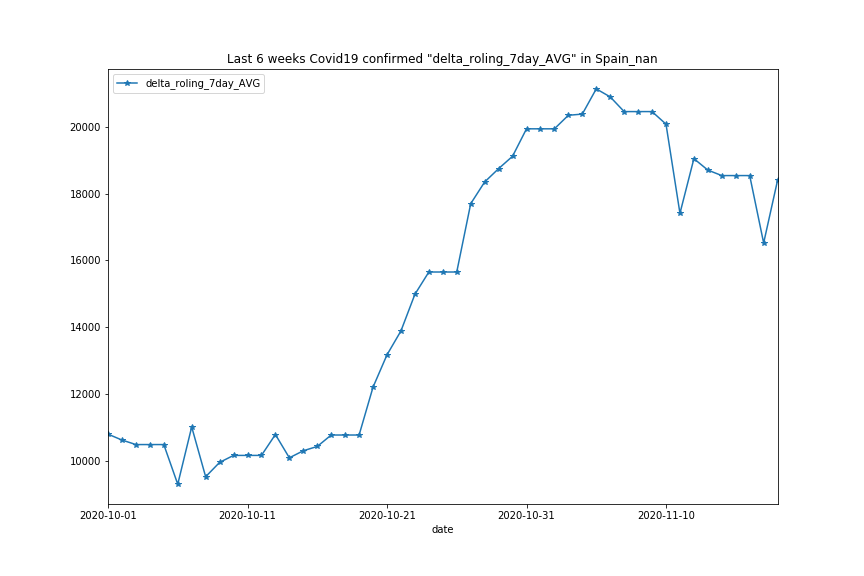 Last 6 weeks Covid19 confirmed "delta_roling_7day_AVG" in Spain_nan
delta_roling_7day_AVG
20000
18000
16000
14000
12000
10000
2020-10-01 2020-10-11 2020-10-21 2020-10-31 2020-11-10
date